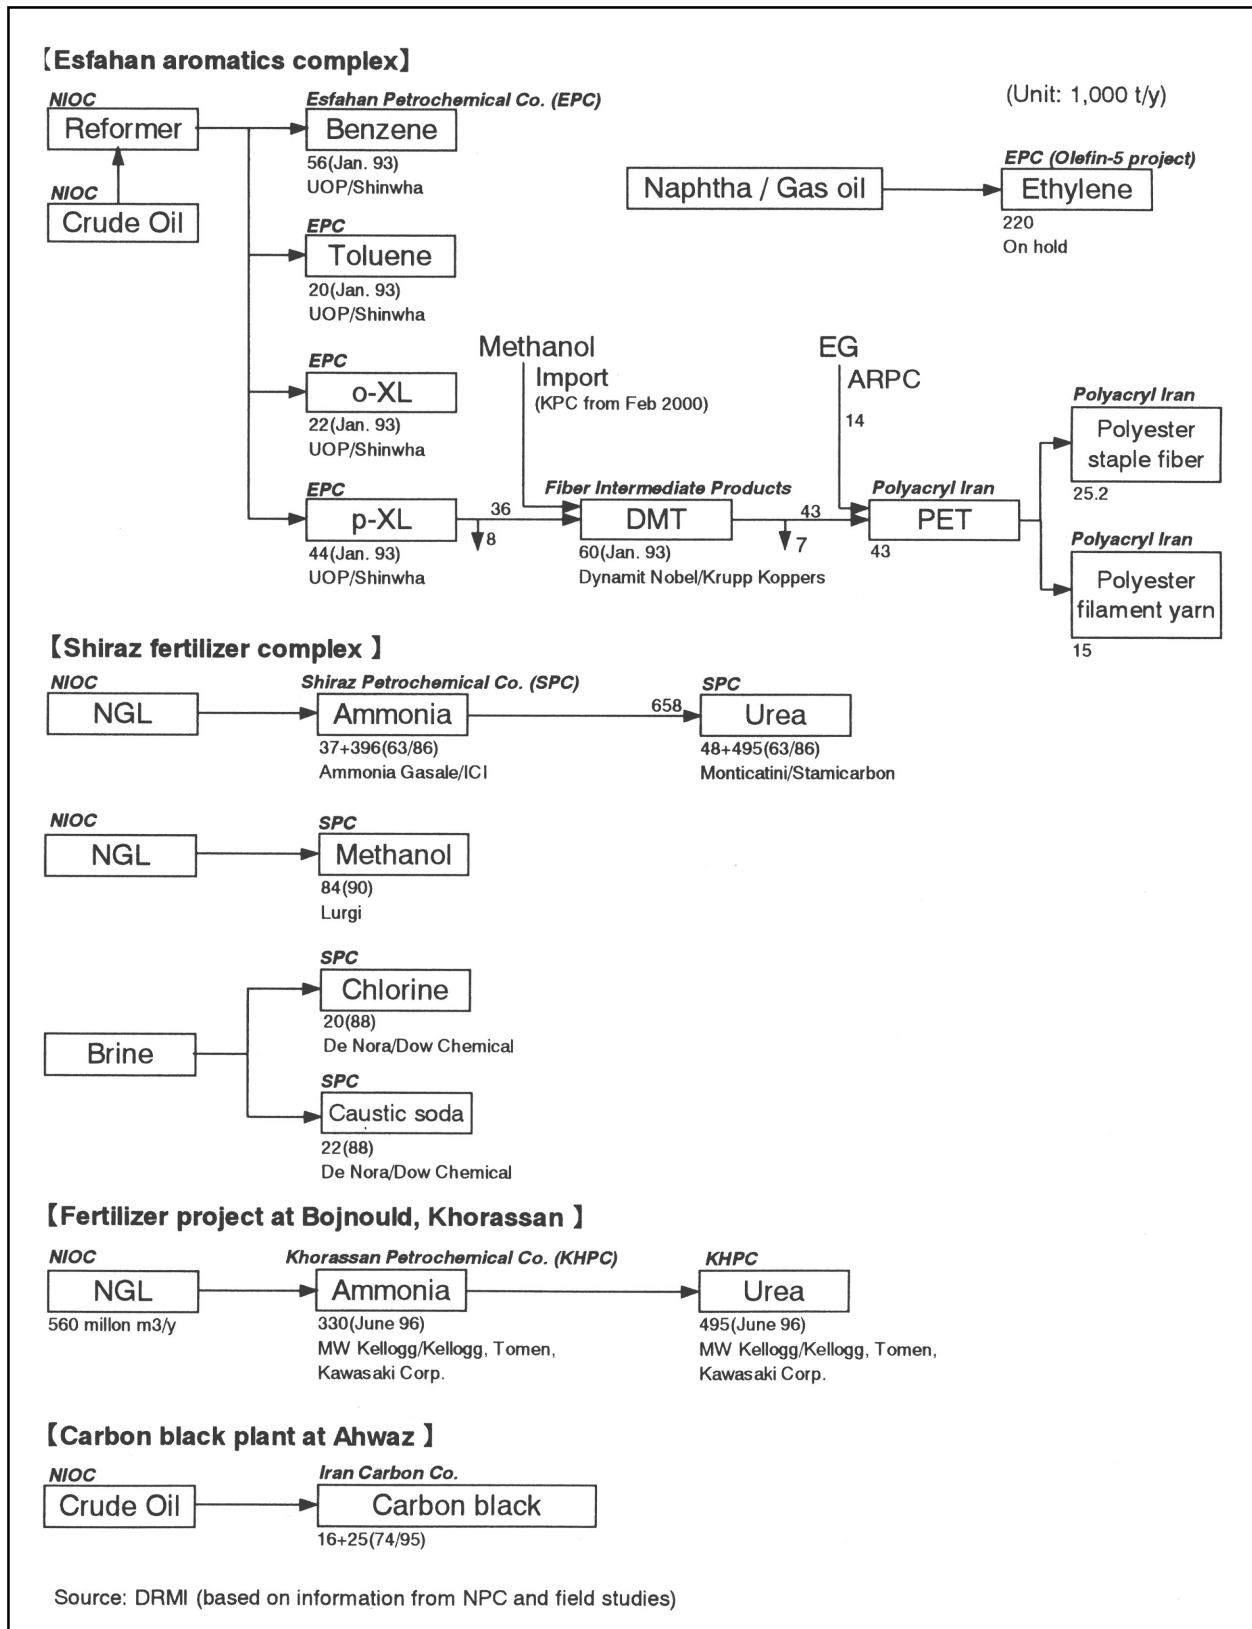 【Esfahan aromatics complex】
(Unit: 1,000 t/y)
NIOC
Reformer
Esfahan Petrochemical Co. (EPC)
Benzene
56(Jan. 93)
UOP/Shinwha
NIOC
Crude Oil
Naphtha / Gas oil
EPC (Olefin-5 project)
Ethylene
220
On hold
EPC
Toluene
20(Jan. 93)
UOP/Shinwha
EPC
o-XL
22(Jan. 93)
UOP/Shinwha
Methanol
Import
(KPC from Feb 2000)
EG
ARPC
14
EPC
p-XL
44(Jan. 93)
UOP/Shinwha
36
8
Fiber Intermediate Products
DMT
60(Jan. 93)
Dynamit Nobel/Krupp Koppers
43
7
Polyacryl Iran
PET
43
Polyacryl Iran
Polyester
staple fiber
25.2
Polyacryl Iran
Polyester
filament yarn
15
【Shiraz fertilizer complex 】
NIOC
NGL
Shiraz Petrochemical Co. (SPC)
Ammonia
37+396(63/86)
Ammonia Gasale/ICI
658
SPC
Urea
48+495(63/86)
Monticatini/Stamicarbon
NIOC
NGL
SPC
Methanol
84(90)
Lurgi
Brine
SPC
Chlorine
20(88)
De Nora/Dow Chemical
SPC
Caustic soda
22(88)
De Nora/Dow Chemical
【Fertilizer project at Bojnould, Khorassan 】
NIOC
NGL
560 millon m3/y
Khorassan Petrochemical Co. (KHPC)
Ammonia
330(June 96)
MW Kellogg/Kellogg, Tomen,
Kawasaki Corp.
KHPC
Urea
495(June 96)
MW Kellogg/Kellogg, Tomen,
Kawasaki Corp.
【Carbon black plant at Ahwaz 】
NIOC
Crude Oil
Iran Carbon Co.
Carbon black
16+25(74/95)
Source: DRMI (based on information from NPC and field studies)